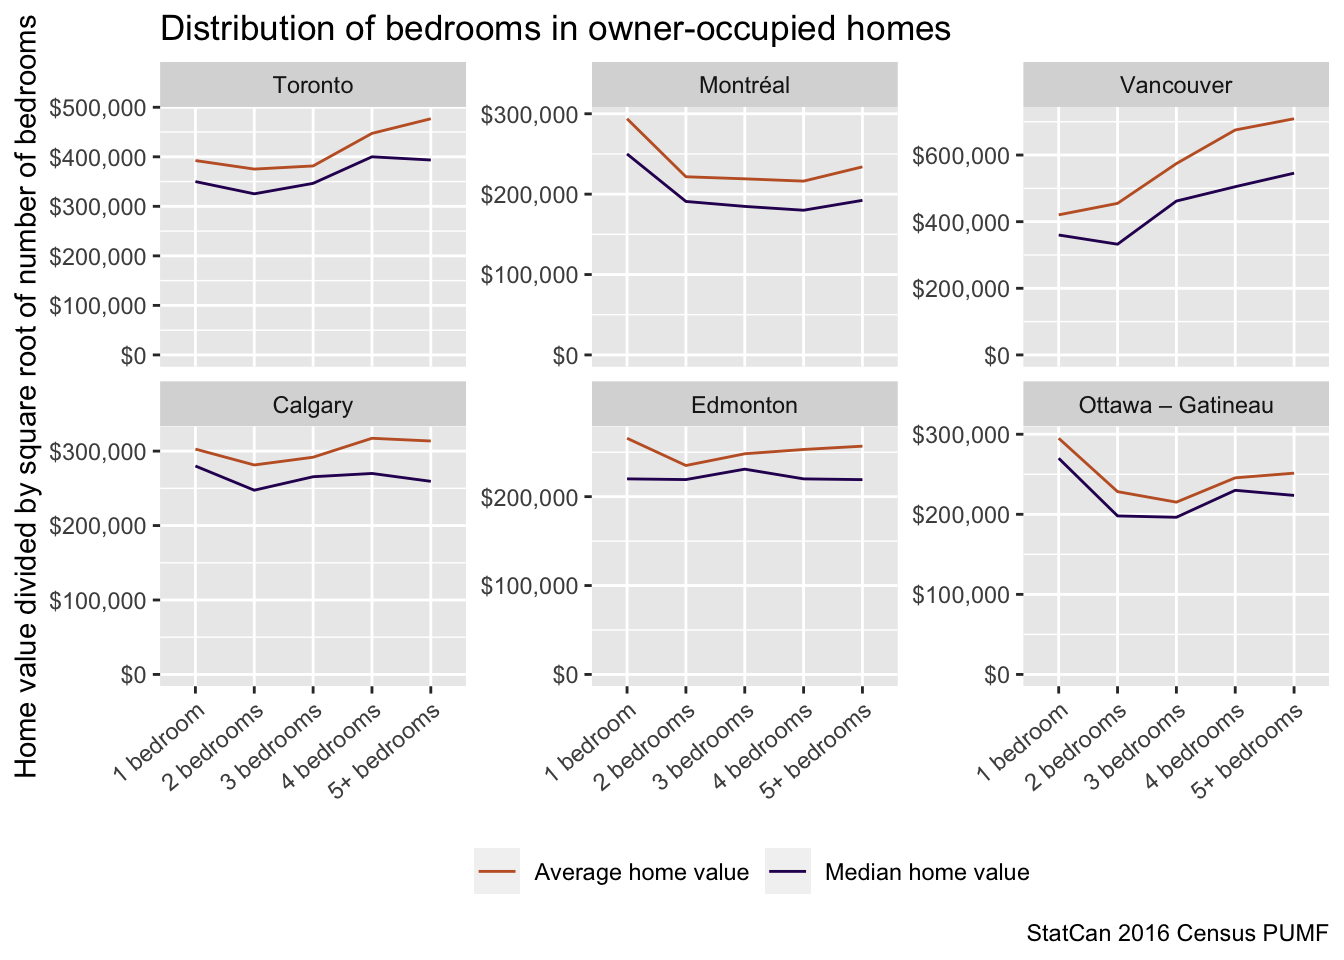 Distribution of bedrooms in owner-occupied homes
Home value divided by square root of number of bedrooms
Toronto
$500,000
$400,000
$300,000
$200,000
$100,000
$0
Montréal
$300,000
$200,000
$100,000
$0
Vancouver
$600,000
$400,000
$200,000
$0
Calgary
$300,000
$200,000
$100,000
$0
Edmonton
$200,000
$100,000
$0
Ottawa – Gatineau
$300,000
$200,000
$100,000
$0
1 bedroom
2 bedrooms
3 bedrooms
4 bedrooms
5+ bedrooms
1 bedroom
2 bedrooms
3 bedrooms
4 bedrooms
5+ bedrooms
1 bedroom
2 bedrooms
3 bedrooms
4 bedrooms
5+ bedrooms
Average home value
Median home value
StatCan 2016 Census PUMF